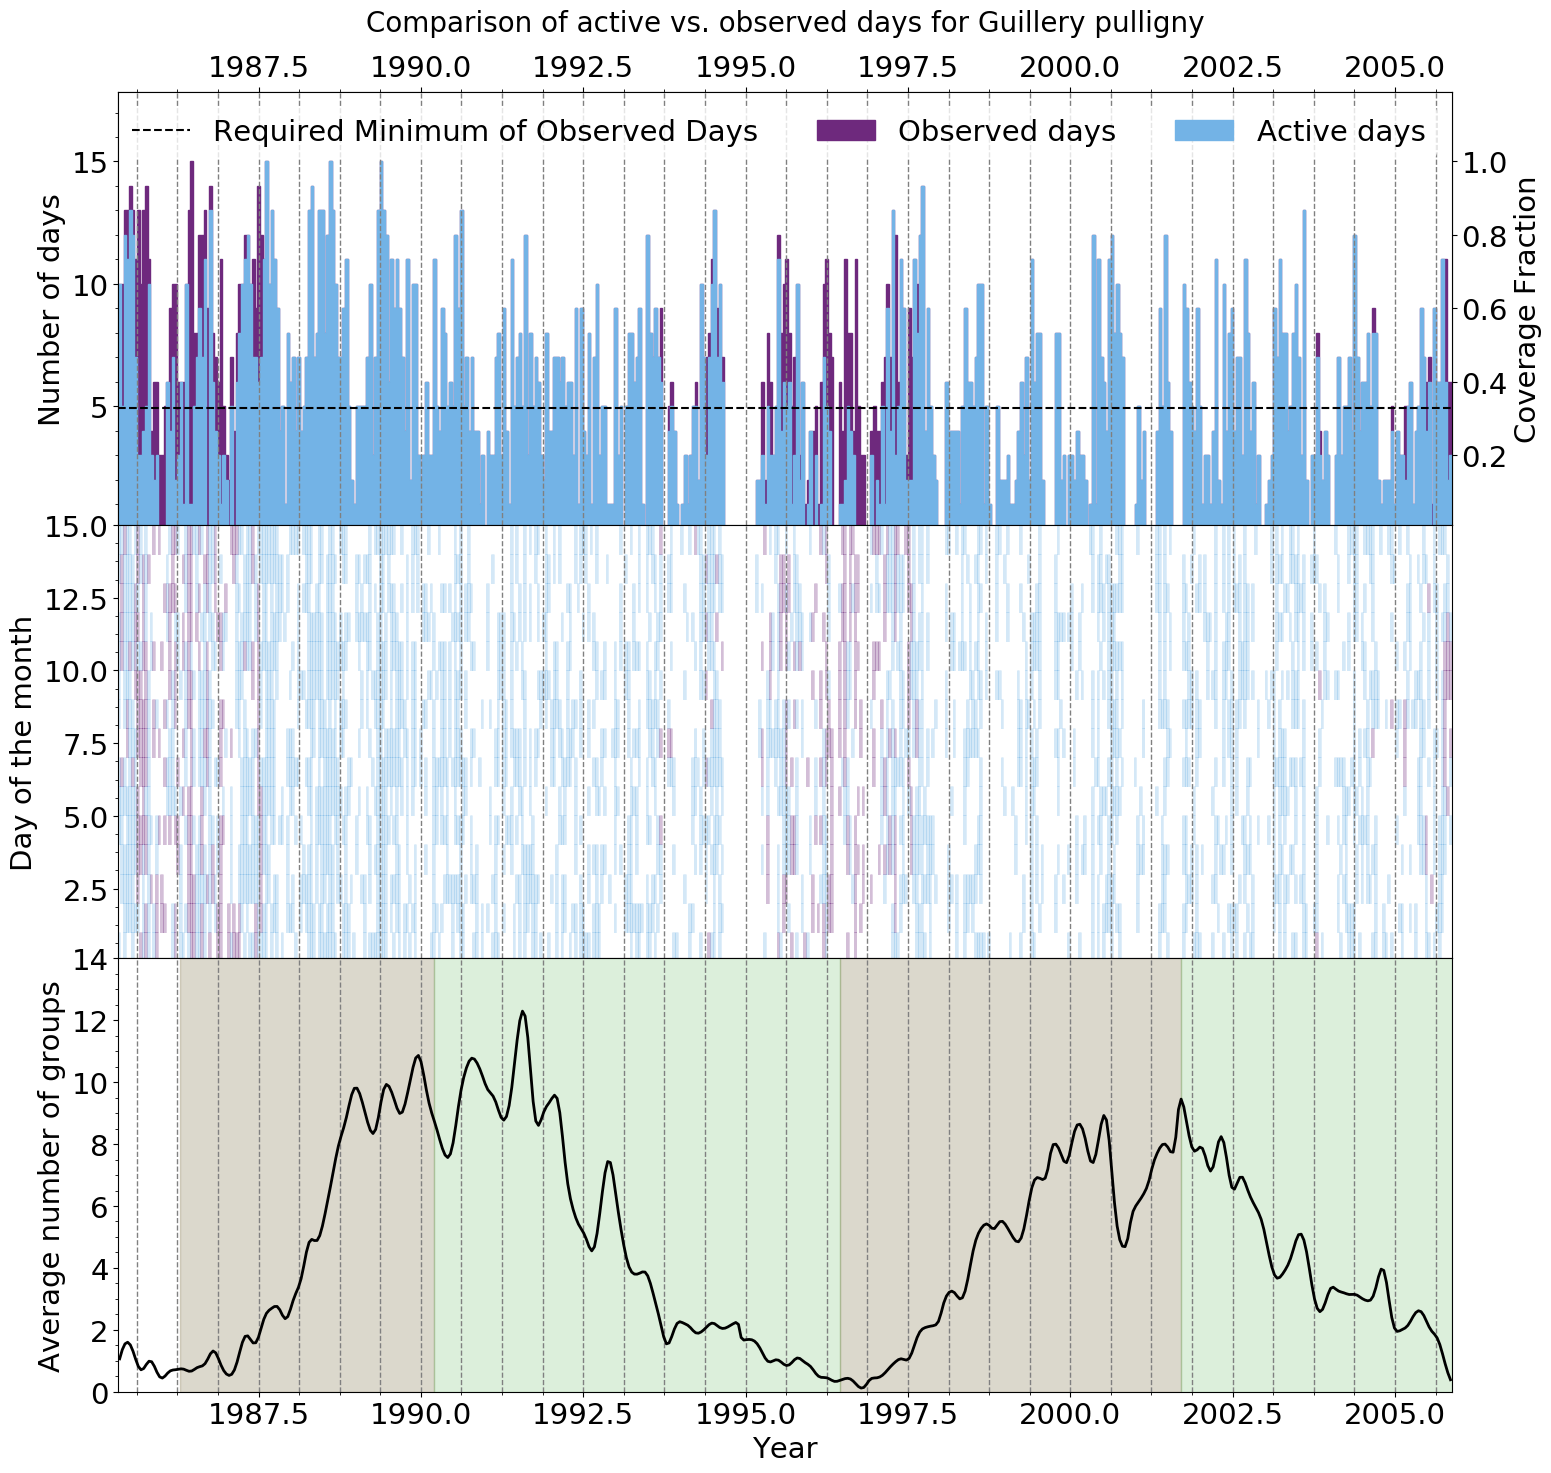 Comparison of active vs. observed days for Guillery pulligny
1987.5 1990.0 1992.5 1995.0 1997.5 2000.0 2002.5 2005.0
Required Minimum of Observed Days Observed days Active days
Number of days
15
10
5
Coverage Fraction
1.0
0.8
0.6
0.4
0.2
Day of the month
15.0
12.5
10.0
7.5
5.0
2.5
Average number of groups
14
12
10
8
6
4
2
0
1987.5 1990.0 1992.5 1995.0 1997.5 2000.0 2002.5 2005.0
Year